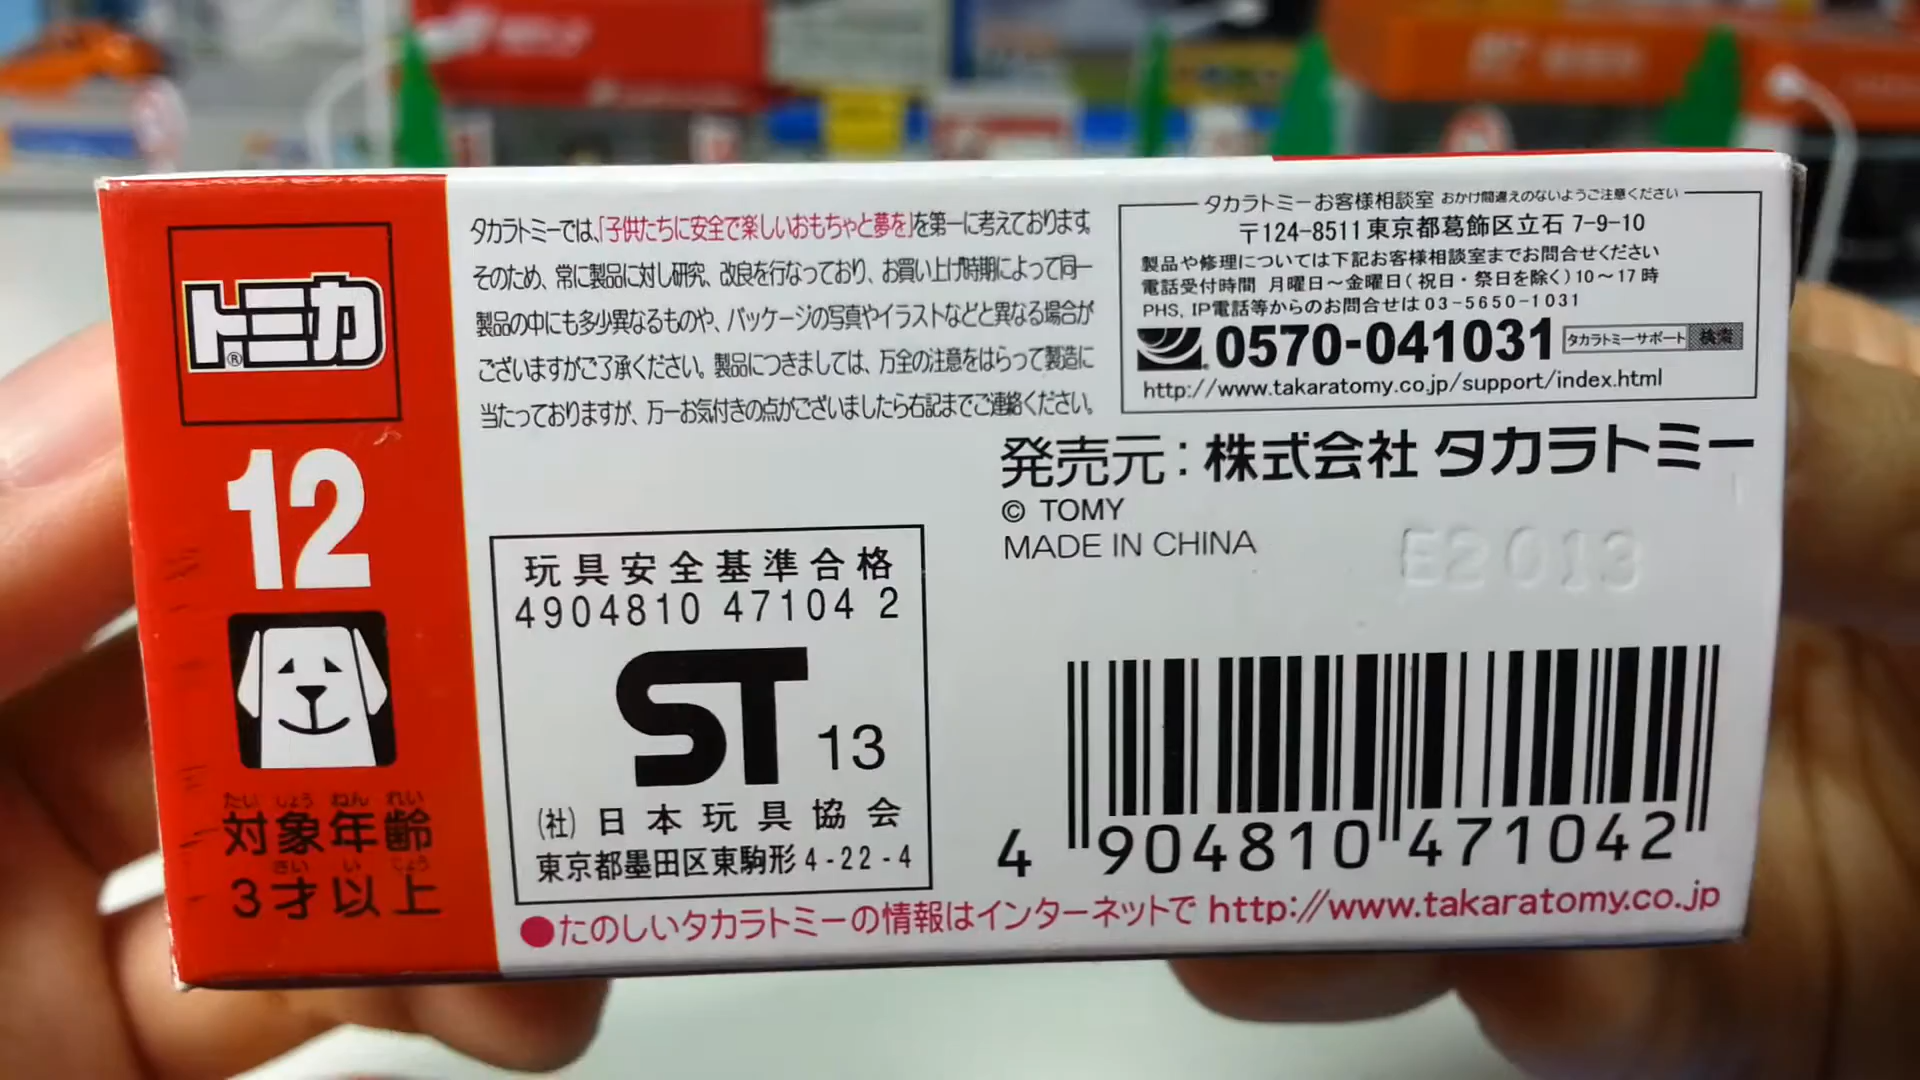 トミカ
®
12
たいしょうねんれい
対象年齢
さいいじょう
3才以上
タカラトミーでは、「子供たちに安全で楽しいおもちゃと夢を」を第一に考えております。
そのため、常に製品に対し研究、改良を行なっており、お買い上げ時期によって同一
製品の中にも多少異なるものや、パッケージの写真やイラストなどと異なる場合が
ございますがご了承ください。製品につきましては、万全の注意をはらって製造に
当たっておりますが、万一お気付きの点がございましたら右記までご連絡ください。
タカラトミーお客様相談室 おかけ間違えのないようご注意ください
〒124-8511 東京都葛飾区立石 7-9-10
製品や修理については下記お客様相談室までお問合せください
電話受付時間 月曜日～金曜日(祝日・祭日を除く)10～17時
PHS, IP電話等からのお問合せは 03-5650-1031
0570-041031 タカラトミーサポート 検索
http://www.takaratomy.co.jp/support/index.html
発売元:株式会社 タカラトミー
© TOMY
MADE IN CHINA
E2013
玩具安全基準合格
4904810 47104 2
ST 13
(社)日本玩具協会
東京都墨田区東駒形4-22-4
4 904810 471042
●たのしいタカラトミーの情報はインターネットで http://www.takaratomy.co.jp